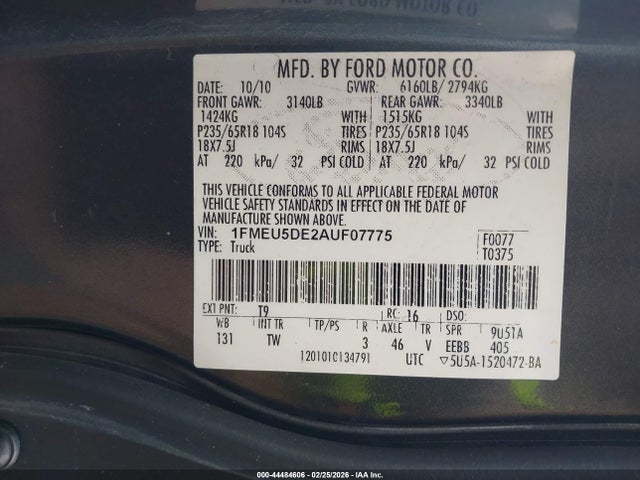 MFD. BY FORD MOTOR CO.
DATE: 10/10 GVWR: 6160LB/ 2794KG
FRONT GAWR: 3140LB REAR GAWR: 3340LB
1424KG WITH 1515KG WITH
P235/65R18 104S TIRES P235/65R18 104S TIRES
18X7.5J RIMS 18X7.5J RIMS
AT 220 kPa/ 32 PSI COLD AT 220 kPa/ 32 PSI COLD
THIS VEHICLE CONFORMS TO ALL APPLICABLE FEDERAL MOTOR
VEHICLE SAFETY STANDARDS IN EFFECT ON THE DATE OF
MANUFACTURE SHOWN ABOVE.
VIN: 1FMEU5DE2AUF07775 F0077
TYPE: Truck T0375
EXT PNT: T9 RC: 16 DSO:
WB INT TR TP/PS R AXLE TR SPR 9U51A
131 TW 3 46 V EEBB 405
120101C134791 UTC ▽5U5A-1520472-BA
000-44484606 - 02/25/2026 - IAA Inc.